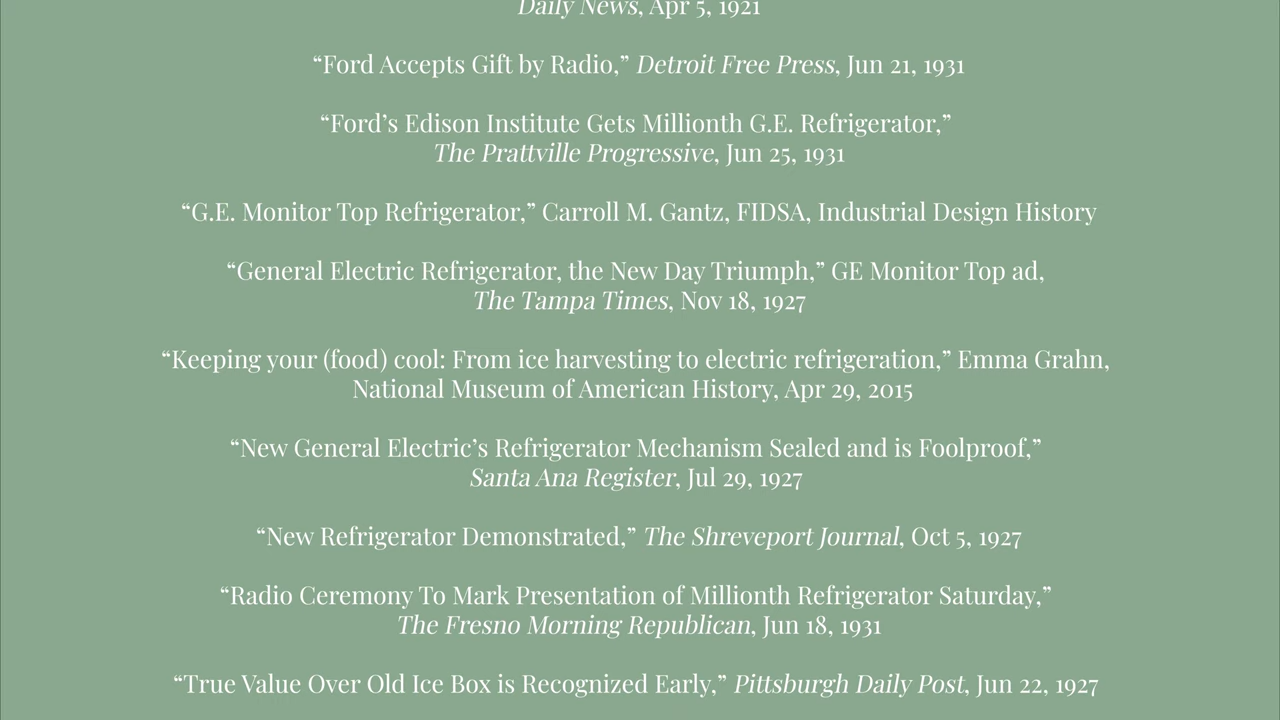 Daily News, Apr 5, 1921
“Ford Accepts Gift by Radio,” Detroit Free Press, Jun 21, 1931
“Ford’s Edison Institute Gets Millionth G.E. Refrigerator,”
The Prattville Progressive, Jun 25, 1931
“G.E. Monitor Top Refrigerator,” Carroll M. Gantz, FIDSA, Industrial Design History
“General Electric Refrigerator, the New Day Triumph,” GE Monitor Top ad,
The Tampa Times, Nov 18, 1927
“Keeping your (food) cool: From ice harvesting to electric refrigeration,” Emma Grahn,
National Museum of American History, Apr 29, 2015
“New General Electric’s Refrigerator Mechanism Sealed and is Foolproof,”
Santa Ana Register, Jul 29, 1927
“New Refrigerator Demonstrated,” The Shreveport Journal, Oct 5, 1927
“Radio Ceremony To Mark Presentation of Millionth Refrigerator Saturday,”
The Fresno Morning Republican, Jun 18, 1931
“True Value Over Old Ice Box is Recognized Early,” Pittsburgh Daily Post, Jun 22, 1927